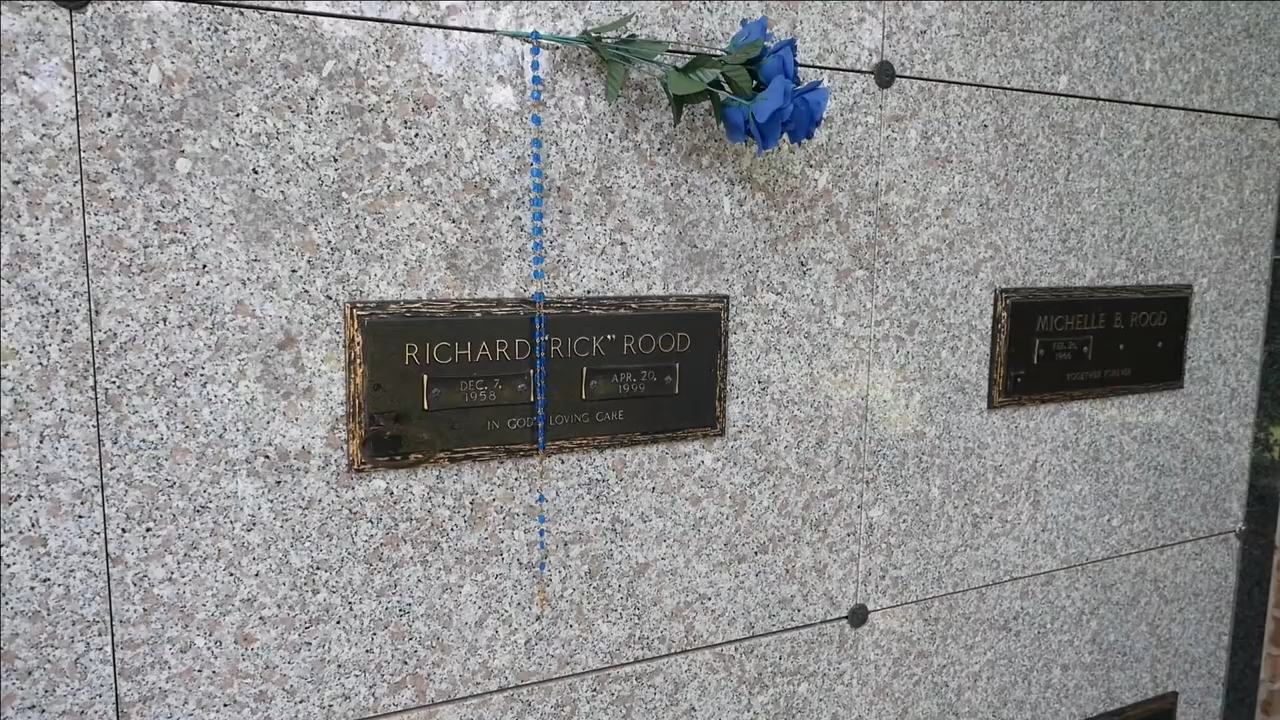 RICHARD "RICK" ROOD
DEC. 7, 1958
APR. 20, 1999
IN GOD'S LOVING CARE
MICHELLE B. ROOD
FEB. 26, 1966
TOGETHER FOREVER